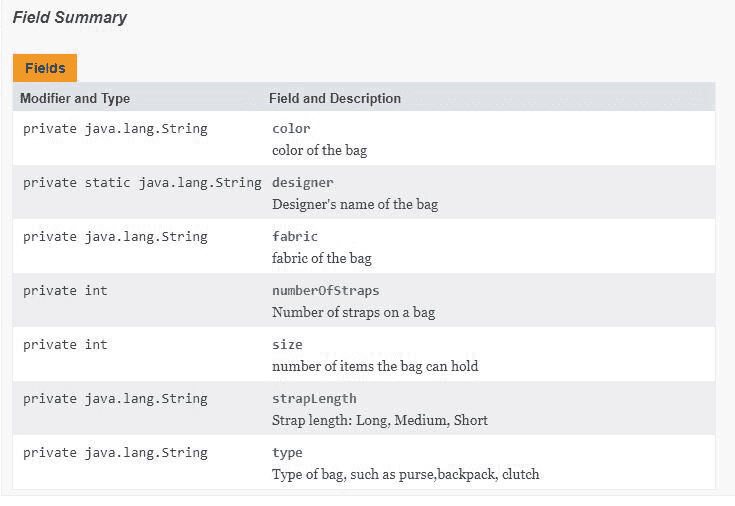 Field Summary
Fields
Modifier and Type Field and Description
private java.lang.String color
color of the bag
private static java.lang.String designer
Designer's name of the bag
private java.lang.String fabric
fabric of the bag
private int numberOfStraps
Number of straps on a bag
private int size
number of items the bag can hold
private java.lang.String strapLength
Strap length: Long, Medium, Short
private java.lang.String type
Type of bag, such as purse,backpack, clutch